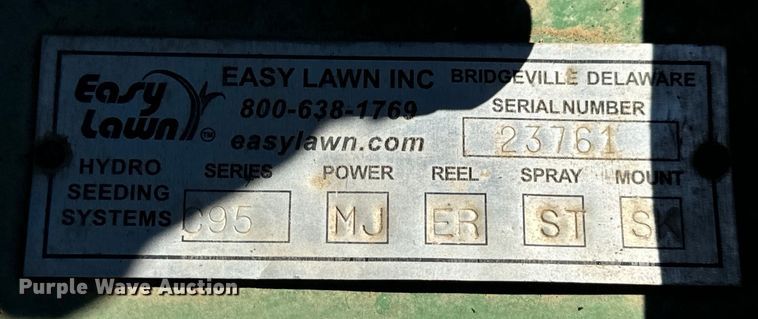 Easy Lawn TM
EASY LAWN INC
BRIDGEVILLE DELAWARE
800-638-1769
easylawn.com
SERIAL NUMBER
23761
HYDRO SEEDING SYSTEMS
SERIES POWER REEL SPRAY MOUNT
C95 MJ ER ST SK
Purple Wave Auction